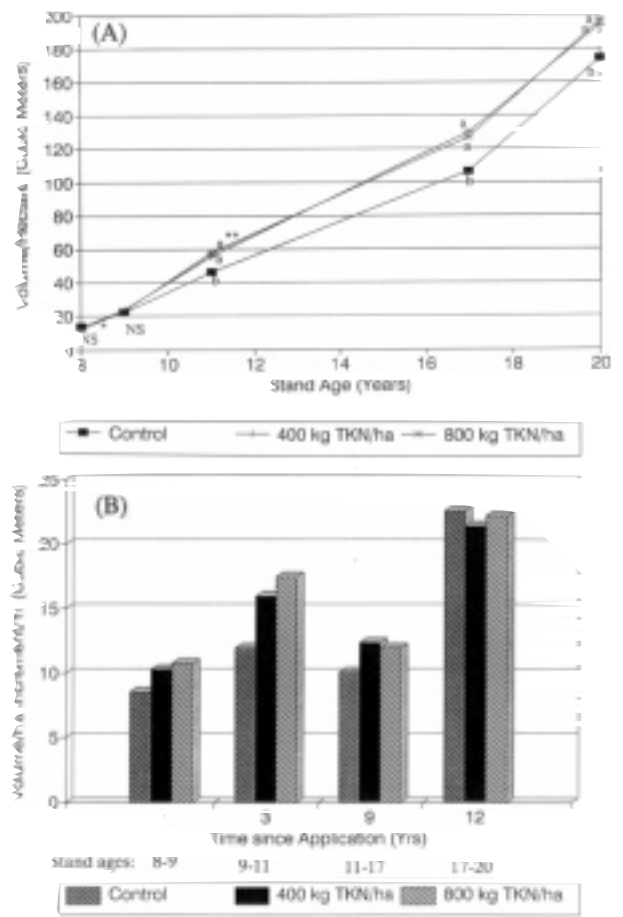 (A)
200
180
160
140
120
100
80
60
40
20
a
a
b
a
a
b
a **
a
b
NS *
NS
8 10 12 14 16 18 20
Stand Age (Years)
Control 400 kg TKN/ha 800 kg TKN/ha
(B)
25
20
15
10
5
0
3 9 12
Time since Application (Yrs)
Stand ages: 8-9 9-11 11-17 17-20
Control 400 kg TKN/ha 800 kg TKN/ha